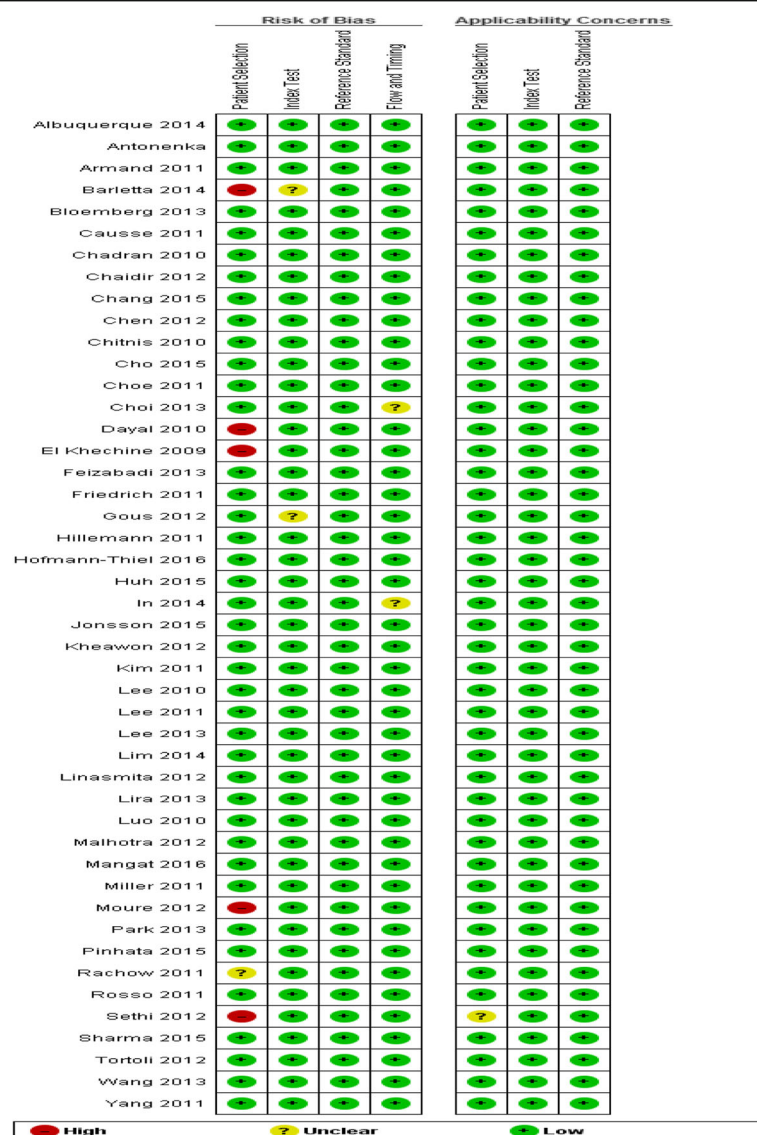 Risk of Bias Applicability Concerns
Patient Selection Index Test Reference Standard Flow and Timing Patient Selection Index Test Reference Standard
Albuquerque 2014 + + + + + + +
Antonenka + + + + + + +
Armand 2011 + + + + + + +
Barletta 2014 – ? + + + + +
Bloemberg 2013 + + + + + + +
Causse 2011 + + + + + + +
Chadran 2010 + + + + + + +
Chaidir 2012 + + + + + + +
Chang 2015 + + + + + + +
Chen 2012 + + + + + + +
Chitnis 2010 + + + + + + +
Cho 2015 + + + + + + +
Choe 2011 + + + + + + +
Choi 2013 + + + ? + + +
Dayal 2010 – + + + + + +
El Khechine 2009 – + + + + + +
Feizabadi 2013 + + + + + + +
Friedrich 2011 + + + + + + +
Gous 2012 + ? + + + + +
Hillemann 2011 + + + + + + +
Hofmann-Thiel 2016 + + + + + + +
Huh 2015 + + + + + + +
In 2014 + + + ? + + +
Jonsson 2015 + + + + + + +
Kheawon 2012 + + + + + + +
Kim 2011 + + + + + + +
Lee 2010 + + + + + + +
Lee 2011 + + + + + + +
Lee 2013 + + + + + + +
Lim 2014 + + + + + + +
Linasmita 2012 + + + + + + +
Lira 2013 + + + + + + +
Luo 2010 + + + + + + +
Malhotra 2012 + + + + + + +
Mangat 2016 + + + + + + +
Miller 2011 + + + + + + +
Moure 2012 – + + + + + +
Park 2013 + + + + + + +
Pinhata 2015 + + + + + + +
Rachow 2011 ? + + + + + +
Rosso 2011 + + + + + + +
Sethi 2012 – + + + ? + +
Sharma 2015 + + + + + + +
Tortoli 2012 + + + + + + +
Wang 2013 + + + + + + +
Yang 2011 + + + + + + +
– High ? Unclear + Low